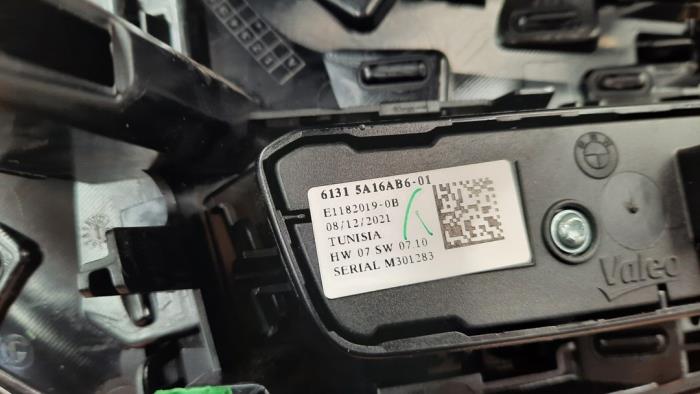 6131 5A16AB6-01
E1182019-0B
08/12/2021
TUNISIA
HW 07 SW 07.10
SERIAL M301283
Valeo